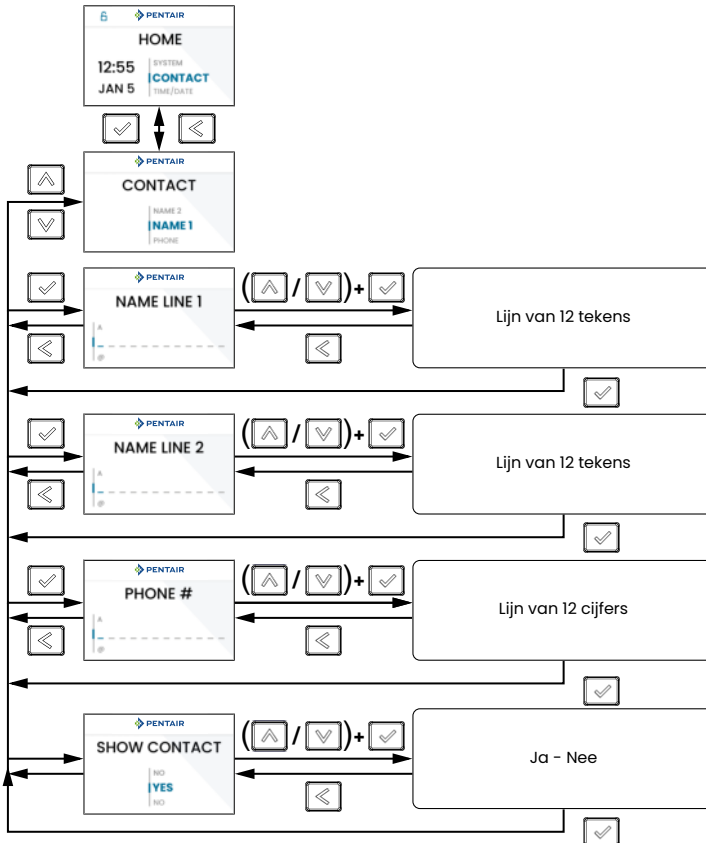 PENTAIR
HOME
12:55
JAN 5
SYSTEM
CONTACT
TIME/DATE
PENTAIR
CONTACT
NAME 2
NAME 1
PHONE
PENTAIR
NAME LINE 1
A
@
( / )+
Lijn van 12 tekens
PENTAIR
NAME LINE 2
A
@
( / )+
Lijn van 12 tekens
PENTAIR
PHONE #
A
@
( / )+
Lijn van 12 cijfers
PENTAIR
SHOW CONTACT
NO
YES
NO
( / )+
Ja - Nee